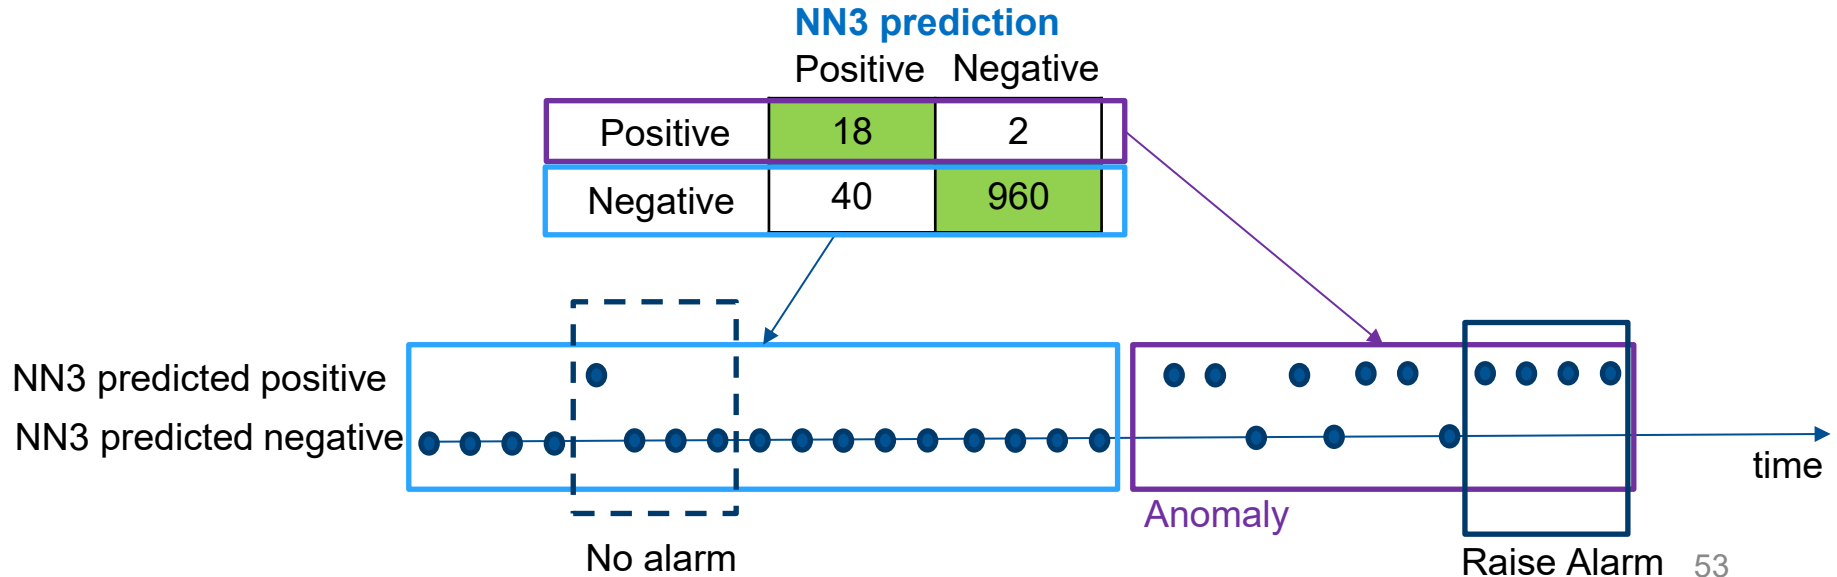 NN3 prediction
Positive Negative
Positive 18 2
Negative 40 960
NN3 predicted positive
NN3 predicted negative
time
Anomaly
No alarm
Raise Alarm 53